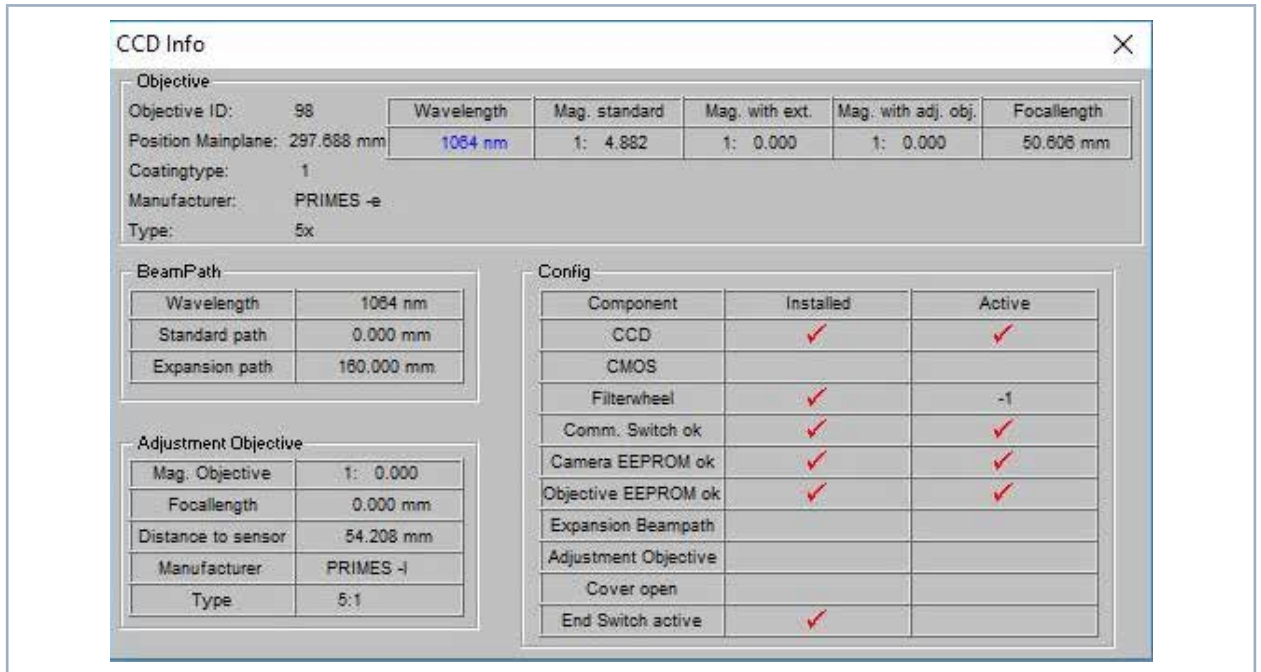 CCD Info
Objective
Objective ID: 98
Position Mainplane: 297.688 mm
Coatingtype: 1
Manufacturer: PRIMES -e
Type: 5x
Wavelength Mag. standard Mag. with ext. Mag. with adj. obj. Focallength
1064 nm 1: 4.882 1: 0.000 1: 0.000 50.606 mm
BeamPath
Wavelength 1064 nm
Standard path 0.000 mm
Expansion path 160.000 mm
Adjustment Objective
Mag. Objective 1: 0.000
Focallength 0.000 mm
Distance to sensor 54.208 mm
Manufacturer PRIMES -l
Type 5:1
Config
Component Installed Active
CCD ✓ ✓
CMOS
Filterwheel ✓ -1
Comm. Switch ok ✓ ✓
Camera EEPROM ok ✓ ✓
Objective EEPROM ok ✓ ✓
Expansion Beampath
Adjustment Objective
Cover open
End Switch active ✓